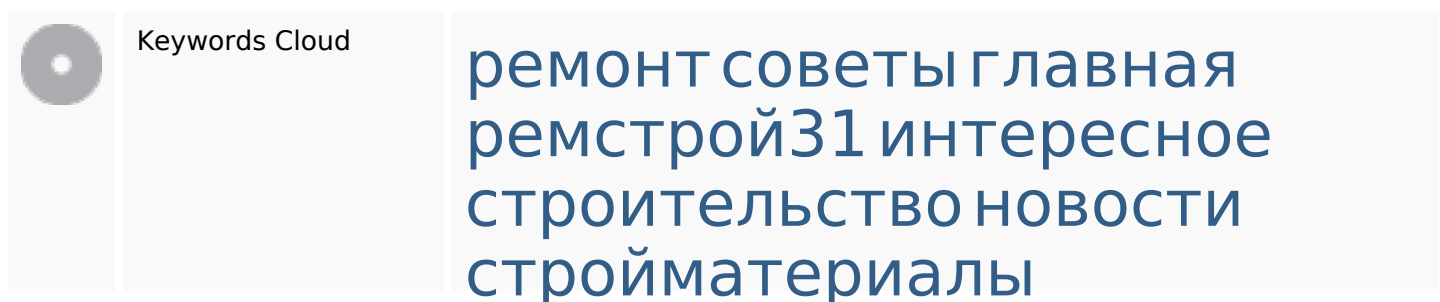 Keywords Cloud
ремонт советы главная
ремстрой31 интересное
строительство новости
стройматериалы